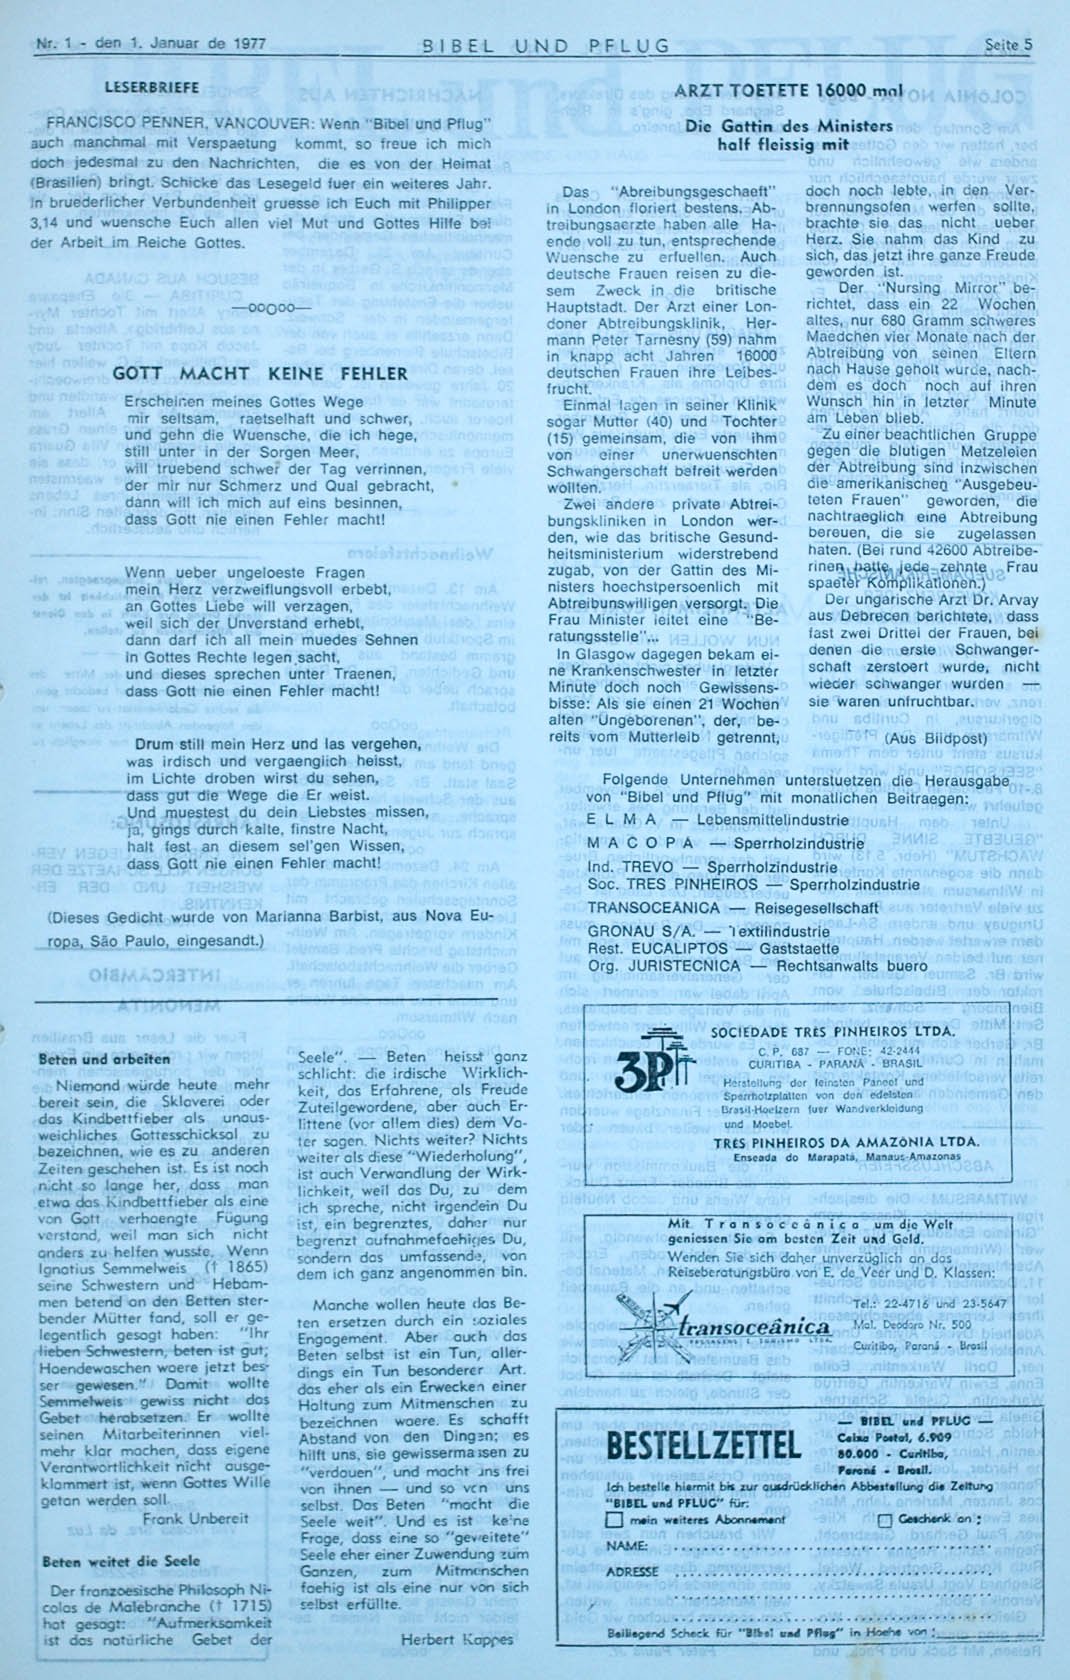 Nr. 1 - den 1. Januar de 1977
BIBEL UND PFLUG
Seite 5
LESERBRIEFE
FRANCISCO PENNER, VANCOUVER: Wenn "Bibel und Pflug"
auch manchmal mit Verspaetung kommt, so freue ich mich
doch jedesmal zu den Nachrichten, die es von der Heimat
(Brasilien) bringt. Schicke das Lesegeld fuer ein weiteres Jahr.
In bruederlicher Verbundenheit gruesse ich Euch mit Philipper
3,14 und wuensche Euch allen viel Mut und Gottes Hilfe bei
der Arbeit im Reiche Gottes.
—ooOoo—
GOTT MACHT KEINE FEHLER
Erscheinen meines Gottes Wege
mir seltsam, raetselhaft und schwer,
und gehn die Wuensche, die ich hege,
still unter in der Sorgen Meer,
will truebend schwer der Tag verrinnen,
der mir nur Schmerz und Qual gebracht,
dann will ich mich auf eins besinnen,
dass Gott nie einen Fehler macht!
Wenn ueber ungeloeste Fragen
mein Herz verzweiflungsvoll erbebt,
an Gottes Liebe will verzagen,
weil sich der Unverstand erhebt,
dann darf ich all mein muedes Sehnen
in Gottes Rechte legen sacht,
und dieses sprechen unter Traenen,
dass Gott nie einen Fehler macht!
Drum still mein Herz und las vergehen,
was irdisch und vergaenglich heisst,
im Lichte droben wirst du sehen,
dass gut die Wege die Er weist.
Und muestest du dein Liebstes missen,
ja, gings durch kalte, finstre Nacht,
halt fest an diesem sel'gen Wissen,
dass Gott nie einen Fehler macht!
(Dieses Gedicht wurde von Marianna Barbist, aus Nova Eu-
ropa, São Paulo, eingesandt.)
Beten und arbeiten
Niemand würde heute mehr
bereit sein, die Sklaverei oder
das Kindbettfieber als unaus-
weichliches Gottesschicksal zu
bezeichnen, wie es zu anderen
Zeiten geschehen ist. Es ist noch
nicht so lange her, dass man
etwa das Kindbettfieber als eine
von Gott verhaengte Fügung
verstand, weil man sich nicht
anders zu helfen wusste. Wenn
Ignatius Semmelweis († 1865)
seine Schwestern und Hebam-
men betend an den Betten ster-
bender Mütter fand, soll er ge-
legentlich gesagt haben: "Ihr
lieben Schwestern, beten ist gut;
Haendewaschen waere jetzt bes-
ser gewesen." Damit wollte
Semmelweis gewiss nicht das
Gebet herabsetzen. Er wollte
seinen Mitarbeiterinnen viel-
mehr klar machen, dass eigene
Verantwortlichkeit nicht ausge-
klammert ist, wenn Gottes Wille
getan werden soll.
Frank Unbereit
Beten weitet die Seele
Der franzoesische Philosoph Ni-
colas de Malebranche († 1715)
hat gesagt: "Aufmerksamkeit
ist das natürliche Gebet der
Seele". — Beten heisst ganz
schlicht: die irdische Wirklich-
keit, das Erfahrene, als Freude
Zuteilgewordene, aber auch Er-
littene (vor allem dies) dem Va-
ter sagen. Nichts weiter? Nichts
weiter als diese "Wiederholung",
ist auch Verwandlung der Wirk-
lichkeit, weil das Du, zu dem
ich spreche, nicht irgendein Du
ist, ein begrenztes, daher nur
begrenzt aufnahmefaehiges Du,
sondern das umfassende, von
dem ich ganz angenommen bin.
Manche wollen heute das Be-
ten ersetzen durch ein soziales
Engagement. Aber auch das
Beten selbst ist ein Tun, aller-
dings ein Tun besonderer Art.
das eher als ein Erwecken einer
Haltung zum Mitmenschen zu
bezeichnen waere. Es schafft
Abstand von den Dingen; es
hilft uns, sie gewissermassen zu
"verdauen", und macht uns frei
von ihnen — und so von uns
selbst. Das Beten "macht die
Seele weit". Und es ist keine
Frage, dass eine so "geweitete"
Seele eher einer Zuwendung zum
Ganzen, zum Mitmenschen
faehig ist als eine nur von sich
selbst erfüllte.
Herbert Kappes
ARZT TOETETE 16000 mal
Die Gattin des Ministers
half fleissig mit
Das "Abreibungsgeschaeft"
in London floriert bestens. Ab-
treibungsaerzte haben alle Hae-
ende voll zu tun, entsprechende
Wuensche zu erfuellen. Auch
deutsche Frauen reisen zu die-
sem Zweck in die britische
Hauptstadt. Der Arzt einer Lon-
doner Abtreibungsklinik, Her-
mann Peter Tarnesny (59) nahm
in knapp acht Jahren 16000
deutschen Frauen ihre Leibes-
frucht.
Einmal lagen in seiner Klinik
sogar Mutter (40) und Tochter
(15) gemeinsam, die von ihm
von einer unerwuenschten
Schwangerschaft befreit werden
wollten.
Zwei andere private Abtrei-
bungskliniken in London wer-
den, wie das britische Gesund-
heitsministerium widerstrebend
zugab, von der Gattin des Mi-
nisters hoechstpersoenlich mit
Abtreibunswilligen versorgt. Die
Frau Minister leitet eine "Be-
ratungsstelle"...
In Glasgow dagegen bekam ei-
ne Krankenschwester in letzter
Minute doch noch Gewissens-
bisse: Als sie einen 21 Wochen
alten "Ungeborenen", der, be-
reits vom Mutterleib getrennt,
doch noch lebte, in den Ver-
brennungsofen werfen sollte,
brachte sie das nicht ueber
Herz. Sie nahm das Kind zu
sich, das jetzt ihre ganze Freude
geworden ist.
Der "Nursing Mirror" be-
richtet, dass ein 22 Wochen
altes, nur 680 Gramm schweres
Maedchen vier Monate nach der
Abtreibung von seinen Eltern
nach Hause geholt wurde, nach-
dem es doch noch auf ihren
Wunsch hin in letzter Minute
am Leben blieb.
Zu einer beachtlichen Gruppe
gegen die blutigen Metzeleien
der Abtreibung sind inzwischen
die amerikanischen "Ausgebeu-
teten Frauen" geworden, die
nachtraeglich eine Abtreibung
bereuen, die sie zugelassen
haten. (Bei rund 42600 Abtreibe-
rinen hatte jede zehnte Frau
spaeter Komplikationen.)
Der ungarische Arzt Dr. Arvay
aus Debrecen berichtete, dass
fast zwei Drittel der Frauen, bei
denen die erste Schwanger-
schaft zerstoert wurde, nicht
wieder schwanger wurden —
sie waren unfruchtbar.
(Aus Bildpost)
Folgende Unternehmen unterstuetzen die Herausgabe
von "Bibel und Pflug" mit monatlichen Beitraegen:
E L M A — Lebensmittelindustrie
M A C O P A — Sperrholzindustrie
Ind. TREVO — Sperrholzindustrie
Soc. TRES PINHEIROS — Sperrholzindustrie
TRANSOCEANICA — Reisegesellschaft
GRONAU S/A. — Textilindustrie
Rest. EUCALIPTOS — Gaststaette
Org. JURISTECNICA — Rechtsanwalts buero
3P
SOCIEDADE TRÊS PINHEIROS LTDA.
C. P. 687 — FONE: 42-2444
CURITIBA - PARANÁ - BRASIL
Herstellung der feinsten Paneel und
Sperrholzplatten von den edelsten
Brasil-Hoelzern fuer Wandverkleidung
und Moebel.
TRÊS PINHEIROS DA AMAZÔNIA LTDA.
Enseada do Marapatá, Manaus-Amazonas
Mit Transoceânica um die Welt
geniessen Sie am besten Zeit und Geld.
Wenden Sie sich daher unverzüglich an das
Reiseberatungsbüro von E. de Veer und D. Klassen:
transoceânica
PASSAGENS E TURISMO LTDA.
Tel.: 22-4716 und 23-5647
Mal. Deodoro Nr. 500
Curitiba, Paraná - Brasil
BESTELLZETTEL
— BIBEL und PFLUG —
Caixa Postal, 6.909
80.000 - Curitiba,
Paraná - Brasil.
Ich bestelle hiermit bis zur ausdrücklichen Abbestellung die Zeitung
"BIBEL und PFLUG" für:
mein weiteres Abonnement
Geschenk an :
NAME:
ADRESSE
Beiliegend Scheck für "Bibel und Pflug" in Hoehe von :